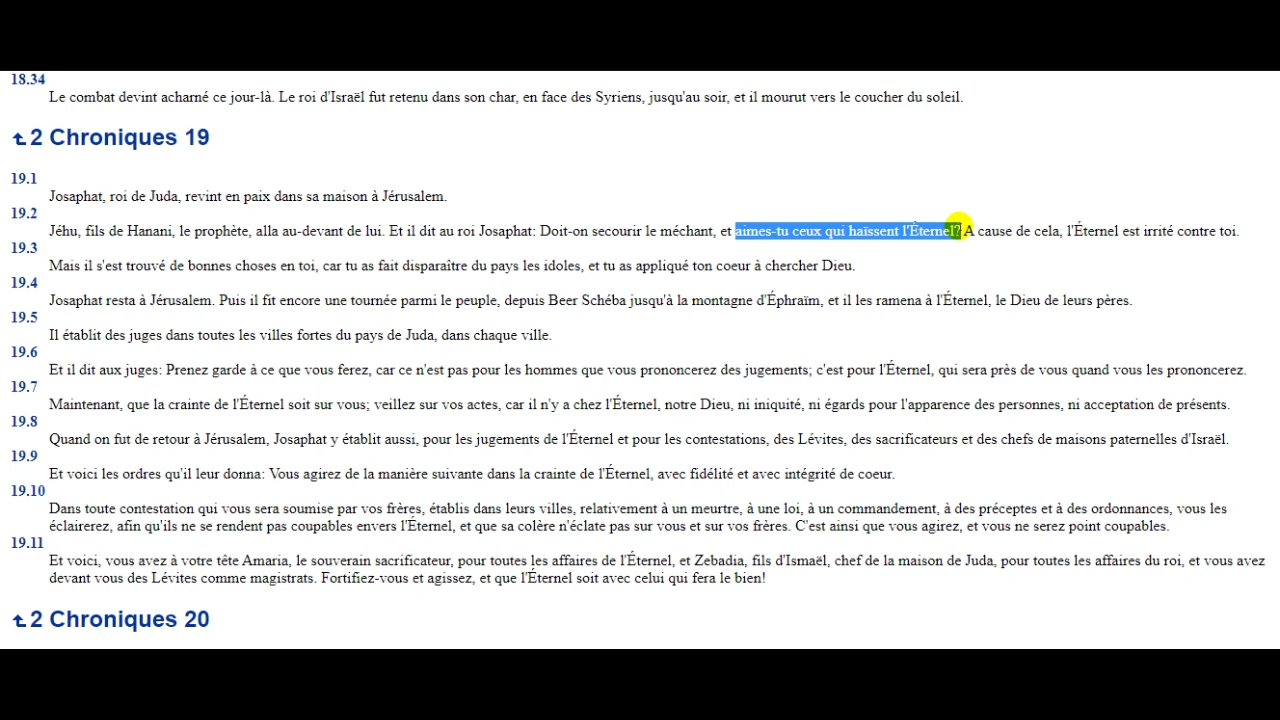 18.34
Le combat devint acharné ce jour-là. Le roi d'Israël fut retenu dans son char, en face des Syriens, jusqu'au soir, et il mourut vers le coucher du soleil.
2 Chroniques 19
19.1
Josaphat, roi de Juda, revint en paix dans sa maison à Jérusalem.
19.2
Jéhu, fils de Hanani, le prophète, alla au-devant de lui. Et il dit au roi Josaphat: Doit-on secourir le méchant, et aimes-tu ceux qui haïssent l'Éternel? A cause de cela, l'Éternel est irrité contre toi.
19.3
Mais il s'est trouvé de bonnes choses en toi, car tu as fait disparaître du pays les idoles, et tu as appliqué ton coeur à chercher Dieu.
19.4
Josaphat resta à Jérusalem. Puis il fit encore une tournée parmi le peuple, depuis Beer Schéba jusqu'à la montagne d'Éphraïm, et il les ramena à l'Éternel, le Dieu de leurs pères.
19.5
Il établit des juges dans toutes les villes fortes du pays de Juda, dans chaque ville.
19.6
Et il dit aux juges: Prenez garde à ce que vous ferez, car ce n'est pas pour les hommes que vous prononcerez des jugements; c'est pour l'Éternel, qui sera près de vous quand vous les prononcerez.
19.7
Maintenant, que la crainte de l'Éternel soit sur vous; veillez sur vos actes, car il n'y a chez l'Éternel, notre Dieu, ni iniquité, ni égards pour l'apparence des personnes, ni acceptation de présents.
19.8
Quand on fut de retour à Jérusalem, Josaphat y établit aussi, pour les jugements de l'Éternel et pour les contestations, des Lévites, des sacrificateurs et des chefs de maisons paternelles d'Israël.
19.9
Et voici les ordres qu'il leur donna: Vous agirez de la manière suivante dans la crainte de l'Éternel, avec fidélité et avec intégrité de coeur.
19.10
Dans toute contestation qui vous sera soumise par vos frères, établis dans leurs villes, relativement à un meurtre, à une loi, à un commandement, à des préceptes et à des ordonnances, vous les
éclairerez, afin qu'ils ne se rendent pas coupables envers l'Éternel, et que sa colère n'éclate pas sur vous et sur vos frères. C'est ainsi que vous agirez, et vous ne serez point coupables.
19.11
Et voici, vous avez à votre tête Amaria, le souverain sacrificateur, pour toutes les affaires de l'Éternel, et Zebadia, fils d'Ismaël, chef de la maison de Juda, pour toutes les affaires du roi, et vous avez
devant vous des Lévites comme magistrats. Fortifiez-vous et agissez, et que l'Éternel soit avec celui qui fera le bien!
2 Chroniques 20